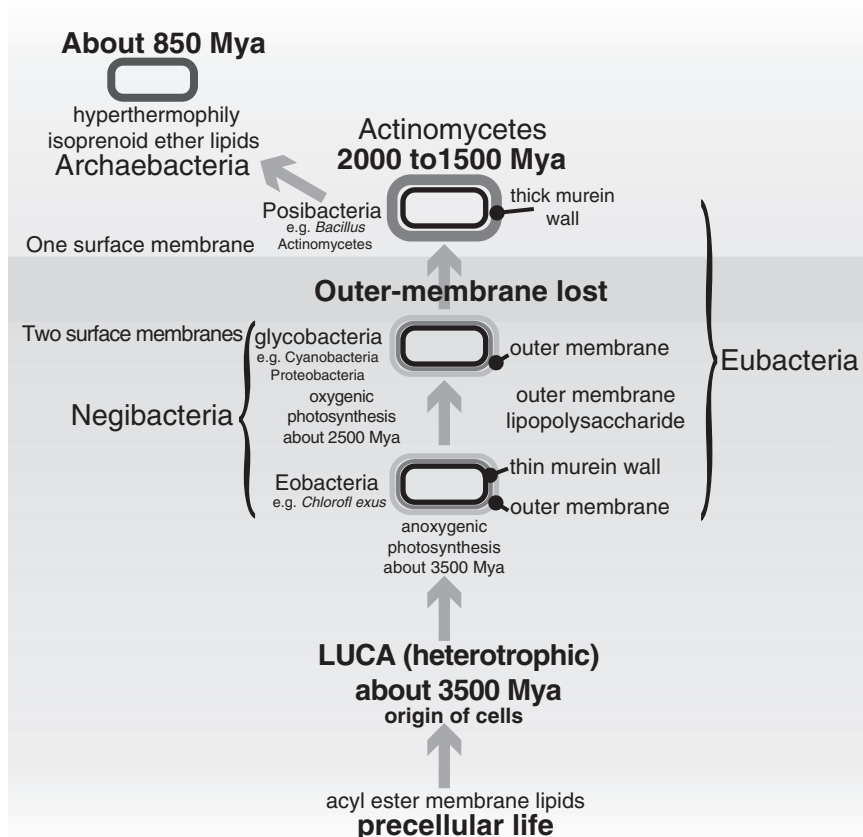 About 850 Mya
hyperthermophily
isoprenoid ether lipids
Archaebacteria
Actinomycetes
2000 to1500 Mya
Posibacteria
e.g. Bacillus
Actinomycetes
thick murein
wall
One surface membrane
Outer-membrane lost
Two surface membranes
glycobacteria
e.g. Cyanobacteria
Proteobacteria
oxygenic
photosynthesis
about 2500 Mya
outer membrane
outer membrane
lipopolysaccharide
Eubacteria
Negibacteria
Eobacteria
e.g. Chlorofl exus
thin murein wall
outer membrane
anoxygenic
photosynthesis
about 3500 Mya
LUCA (heterotrophic)
about 3500 Mya
origin of cells
acyl ester membrane lipids
precellular life